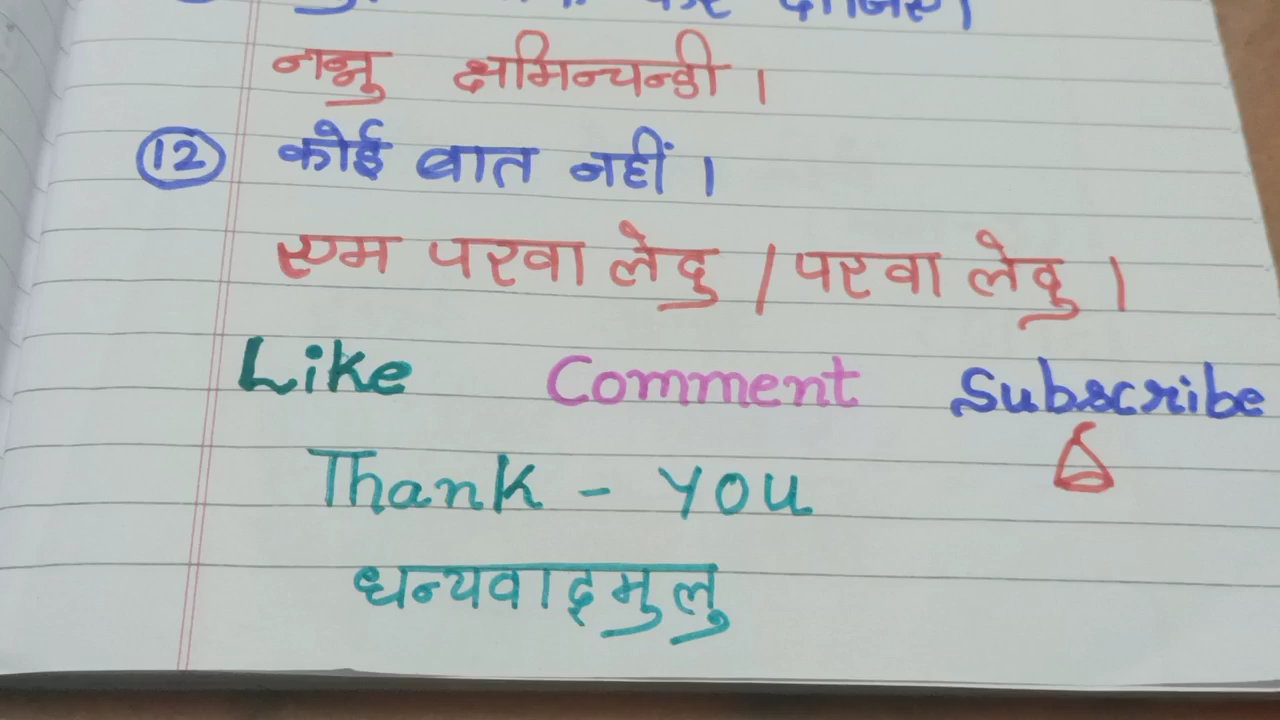 नन्नु क्षमिन्चन्डी।
12 कोई बात नहीं।
एम परवा लेदु / परवा लेदु।
Like Comment Subscribe
Thank - You
धन्यवादमुलु